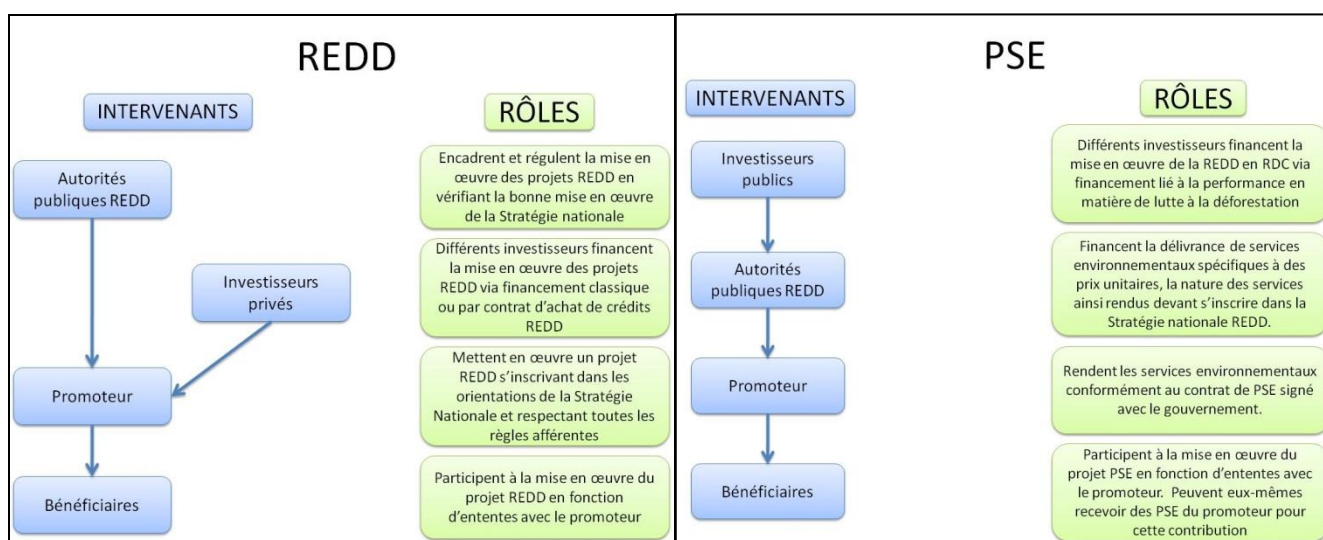 REDD
INTERVENANTS
RÔLES
Autorités
publiques REDD
Encadrent et régulent la mise en
œuvre des projets REDD en
vérifiant la bonne mise en œuvre
de la Stratégie nationale
Investisseurs
privés
Différents investisseurs financent
la mise en œuvre des projets
REDD via financement classique
ou par contrat d’achat de crédits
REDD
Promoteur
Mettent en œuvre un projet
REDD s’inscrivant dans les
orientations de la Stratégie
Nationale et respectant toutes les
règles afférentes
Bénéficiaires
Participent à la mise en œuvre du
projet REDD en fonction
d’ententes avec le promoteur
PSE
INTERVENANTS
RÔLES
Investisseurs
publics
Différents investisseurs financent la
mise en œuvre de la REDD en RDC via
financement lié à la performance en
matière de lutte à la déforestation
Autorités
publiques REDD
Financent la délivrance de services
environnementaux spécifiques à des
prix unitaires, la nature des services
ainsi rendus devant s’inscrire dans la
Stratégie nationale REDD.
Promoteur
Rendent les services environnementaux
conformément au contrat de PSE signé
avec le gouvernement.
Bénéficiaires
Participent à la mise en œuvre du
projet PSE en fonction d’ententes avec
le promoteur.  Peuvent eux-mêmes
recevoir des PSE du promoteur pour
cette contribution